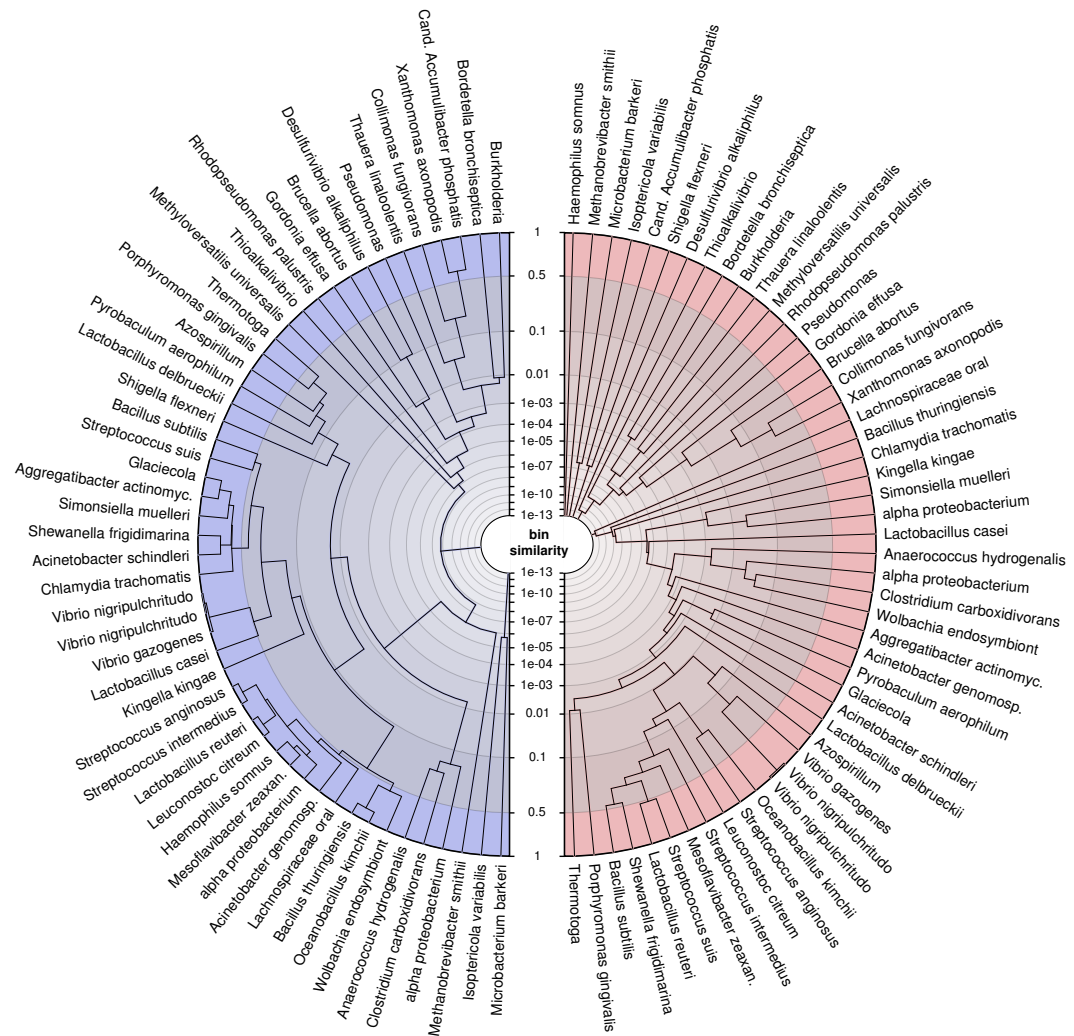 Burkholderia
Bordetella bronchiseptica
Cand. Accumulibacter phosphatis
Xanthomonas axonopodis
Collimonas fungivorans
Thauera linaloolentis
Pseudomonas
Desulfurivibrio alkaliphilus
Brucella abortus
Gordonia effusa
Rhodopseudomonas palustris
Thioalkalivibrio
Methyloversatilis universalis
Thermotoga
Porphyromonas gingivalis
Azospirillum
Pyrobaculum aerophilum
Lactobacillus delbrueckii
Shigella flexneri
Bacillus subtilis
Streptococcus suis
Glaciecola
Aggregatibacter actinomyc.
Simonsiella muelleri
Shewanella frigidimarina
Acinetobacter schindleri
Chlamydia trachomatis
Vibrio nigripulchritudo
Vibrio nigripulchritudo
Vibrio gazogenes
Lactobacillus casei
Kingella kingae
Streptococcus anginosus
Streptococcus intermedius
Lactobacillus reuteri
Leuconostoc citreum
Haemophilus somnus
Mesoflavibacter zeaxan.
alpha proteobacterium
Acinetobacter genomosp.
Lachnospiraceae oral
Bacillus thuringiensis
Oceanobacillus kimchii
Wolbachia endosymbiont
Anaerococcus hydrogenalis
Clostridium carboxidivorans
alpha proteobacterium
Methanobrevibacter smithii
Isoptericola variabilis
Microbacterium barkeri
1
0.5
0.1
0.01
1e-03
1e-04
1e-05
1e-07
1e-10
1e-13
bin
similarity
1e-13
1e-10
1e-07
1e-05
1e-04
1e-03
0.01
0.1
0.5
1
Haemophilus somnus
Methanobrevibacter smithii
Microbacterium barkeri
Isoptericola variabilis
Cand. Accumulibacter phosphatis
Shigella flexneri
Desulfurivibrio alkaliphilus
Thioalkalivibrio
Bordetella bronchiseptica
Burkholderia
Thauera linaloolentis
Methyloversatilis universalis
Rhodopseudomonas palustris
Pseudomonas
Gordonia effusa
Brucella abortus
Collimonas fungivorans
Xanthomonas axonopodis
Lachnospiraceae oral
Bacillus thuringiensis
Chlamydia trachomatis
Kingella kingae
Simonsiella muelleri
alpha proteobacterium
Lactobacillus casei
Anaerococcus hydrogenalis
alpha proteobacterium
Clostridium carboxidivorans
Wolbachia endosymbiont
Aggregatibacter actinomyc.
Acinetobacter genomosp.
Pyrobaculum aerophilum
Glaciecola
Acinetobacter schindleri
Lactobacillus delbrueckii
Azospirillum
Vibrio gazogenes
Vibrio nigripulchritudo
Vibrio nigripulchritudo
Oceanobacillus kimchii
Streptococcus anginosus
Leuconostoc citreum
Streptococcus intermedius
Mesoflavibacter zeaxan.
Streptococcus suis
Lactobacillus reuteri
Shewanella frigidimarina
Bacillus subtilis
Porphyromonas gingivalis
Thermotoga